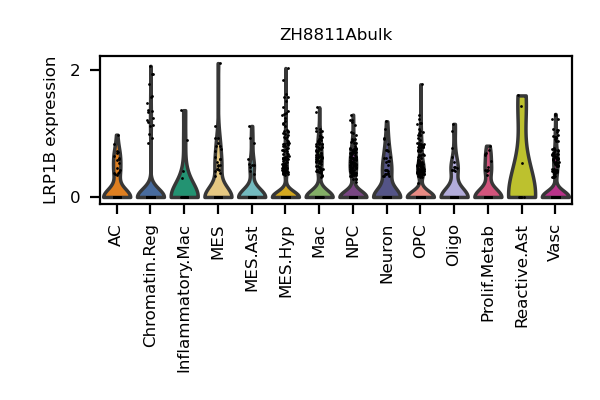 ZH8811Abulk
LRP1B expression
2
0
AC
Chromatin.Reg
Inflammatory.Mac
MES
MES.Ast
MES.Hyp
Mac
NPC
Neuron
OPC
Oligo
Prolif.Metab
Reactive.Ast
Vasc